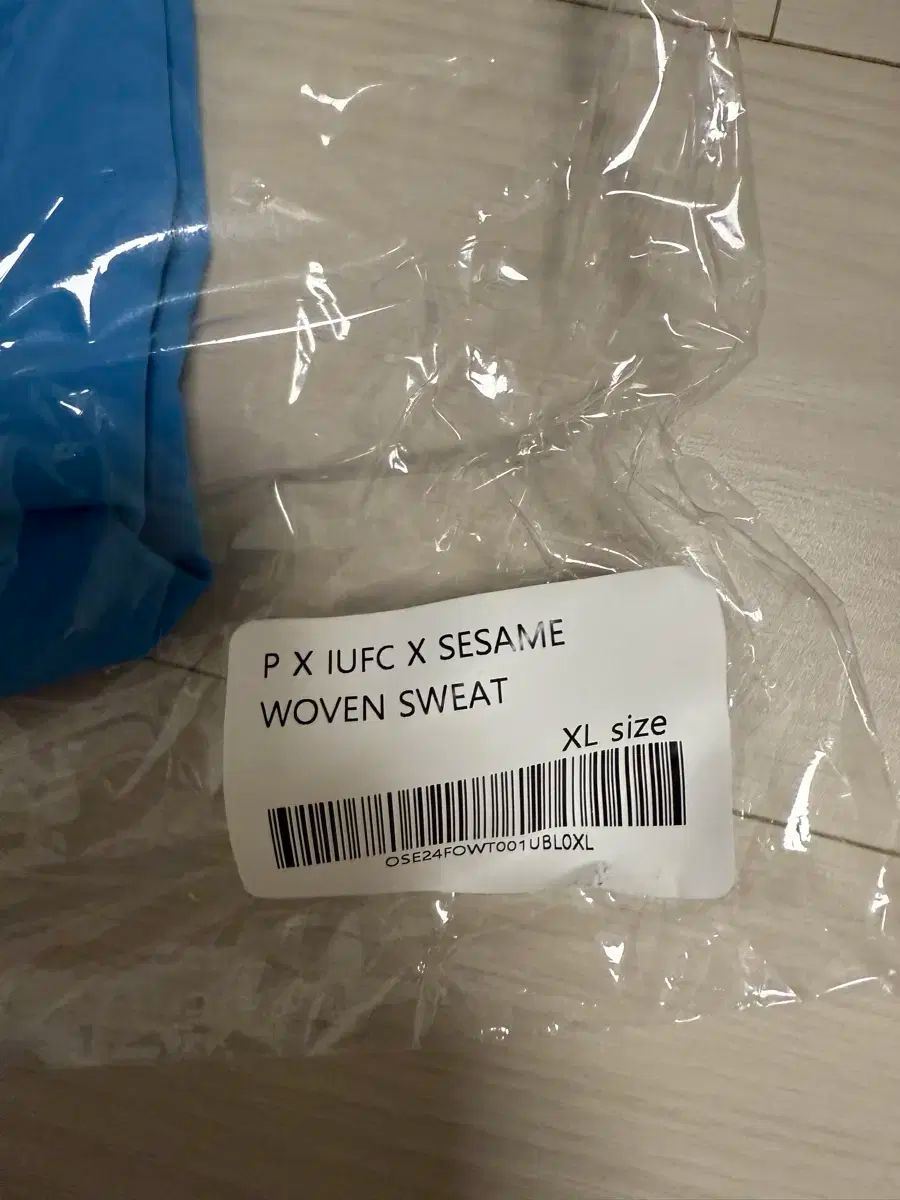 P X IUFC X SESAME
WOVEN SWEAT
XL size
OSE24FOWT001UBL0XL